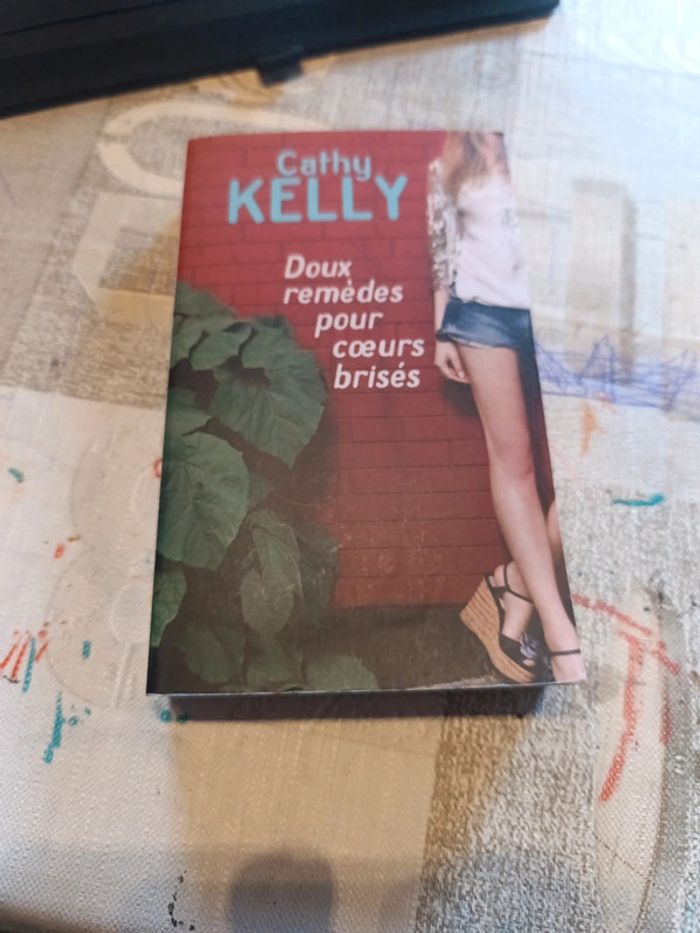 Cathy
KELLY
Doux
remèdes
pour
cœurs
brisés